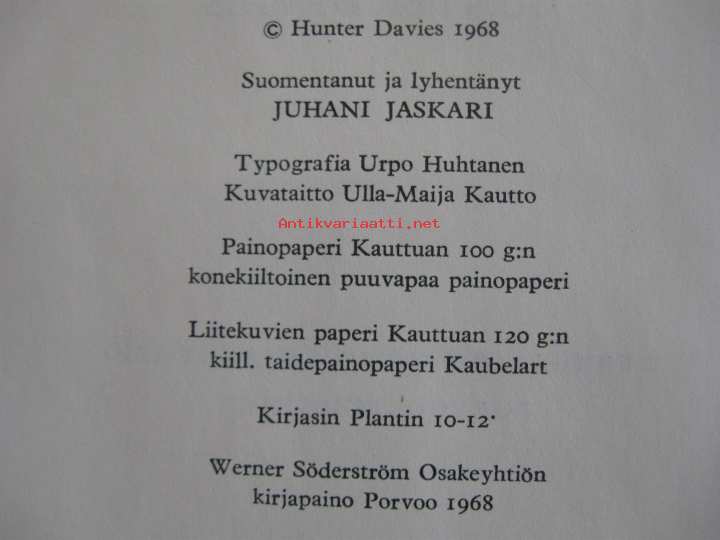 © Hunter Davies 1968
Suomentanut ja lyhentänyt
JUHANI JASKARI
Typografia Urpo Huhtanen
Kuvataitto Ulla-Maija Kautto
Antikvariaatti.net
Painopaperi Kauttuan 100 g:n
konekiiltoinen puuvapaa painopaperi
Liitekuvien paperi Kauttuan 120 g:n
kiill. taidepainopaperi Kaubelart
Kirjasin Plantin 10-12·
Werner Söderström Osakeyhtiön
kirjapaino Porvoo 1968